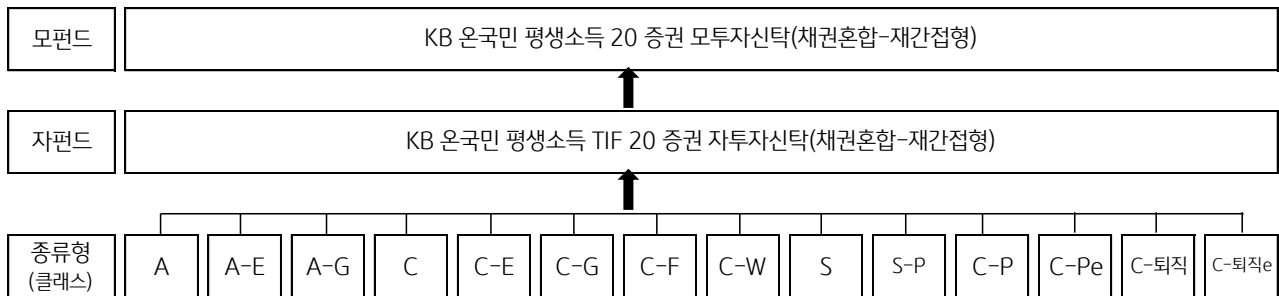 모펀드
KB 온국민 평생소득 20 증권 모투자신탁(채권혼합-재간접형)
자펀드
KB 온국민 평생소득 TIF 20 증권 자투자신탁(채권혼합-재간접형)
종류형
(클래스)
A
A-E
A-G
C
C-E
C-G
C-F
C-W
S
S-P
C-P
C-Pe
C-퇴직
C-퇴직e